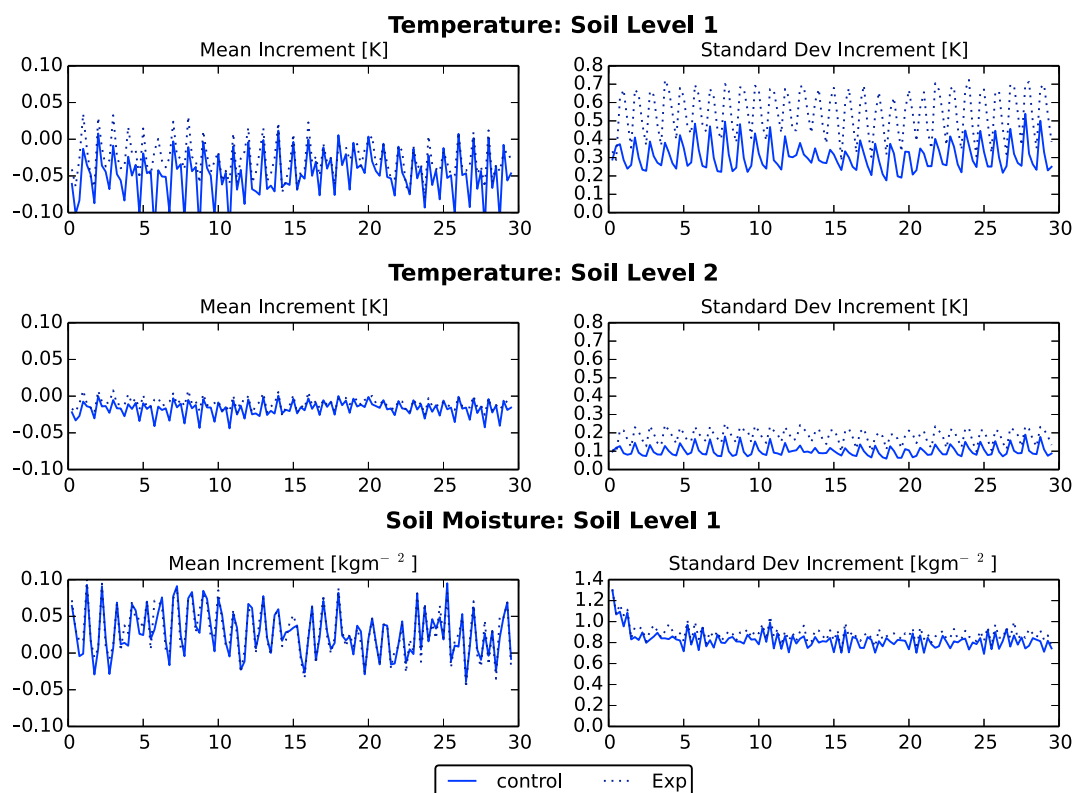 Temperature: Soil Level 1
Mean Increment [K]
Standard Dev Increment [K]
0.10
0.05
0.00
−0.05
−0.10
0 5 10 15 20 25 30
0.8
0.7
0.6
0.5
0.4
0.3
0.2
0.1
0.0
0 5 10 15 20 25 30
Temperature: Soil Level 2
Mean Increment [K]
Standard Dev Increment [K]
0.10
0.05
0.00
−0.05
−0.10
0 5 10 15 20 25 30
0.8
0.7
0.6
0.5
0.4
0.3
0.2
0.1
0.0
0 5 10 15 20 25 30
Soil Moisture: Soil Level 1
Mean Increment [kgm⁻²]
Standard Dev Increment [kgm⁻²]
0.10
0.05
0.00
−0.05
−0.10
0 5 10 15 20 25 30
1.4
1.2
1.0
0.8
0.6
0.4
0.2
0.0
0 5 10 15 20 25 30
control Exp